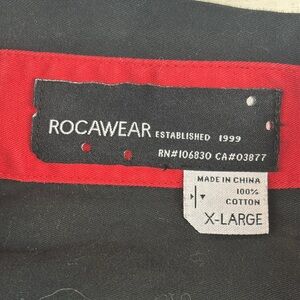 ROCAWEAR ESTABLISHED 1999
RN#106830 CA#03877
MADE IN CHINA
100%
COTTON
X-LARGE